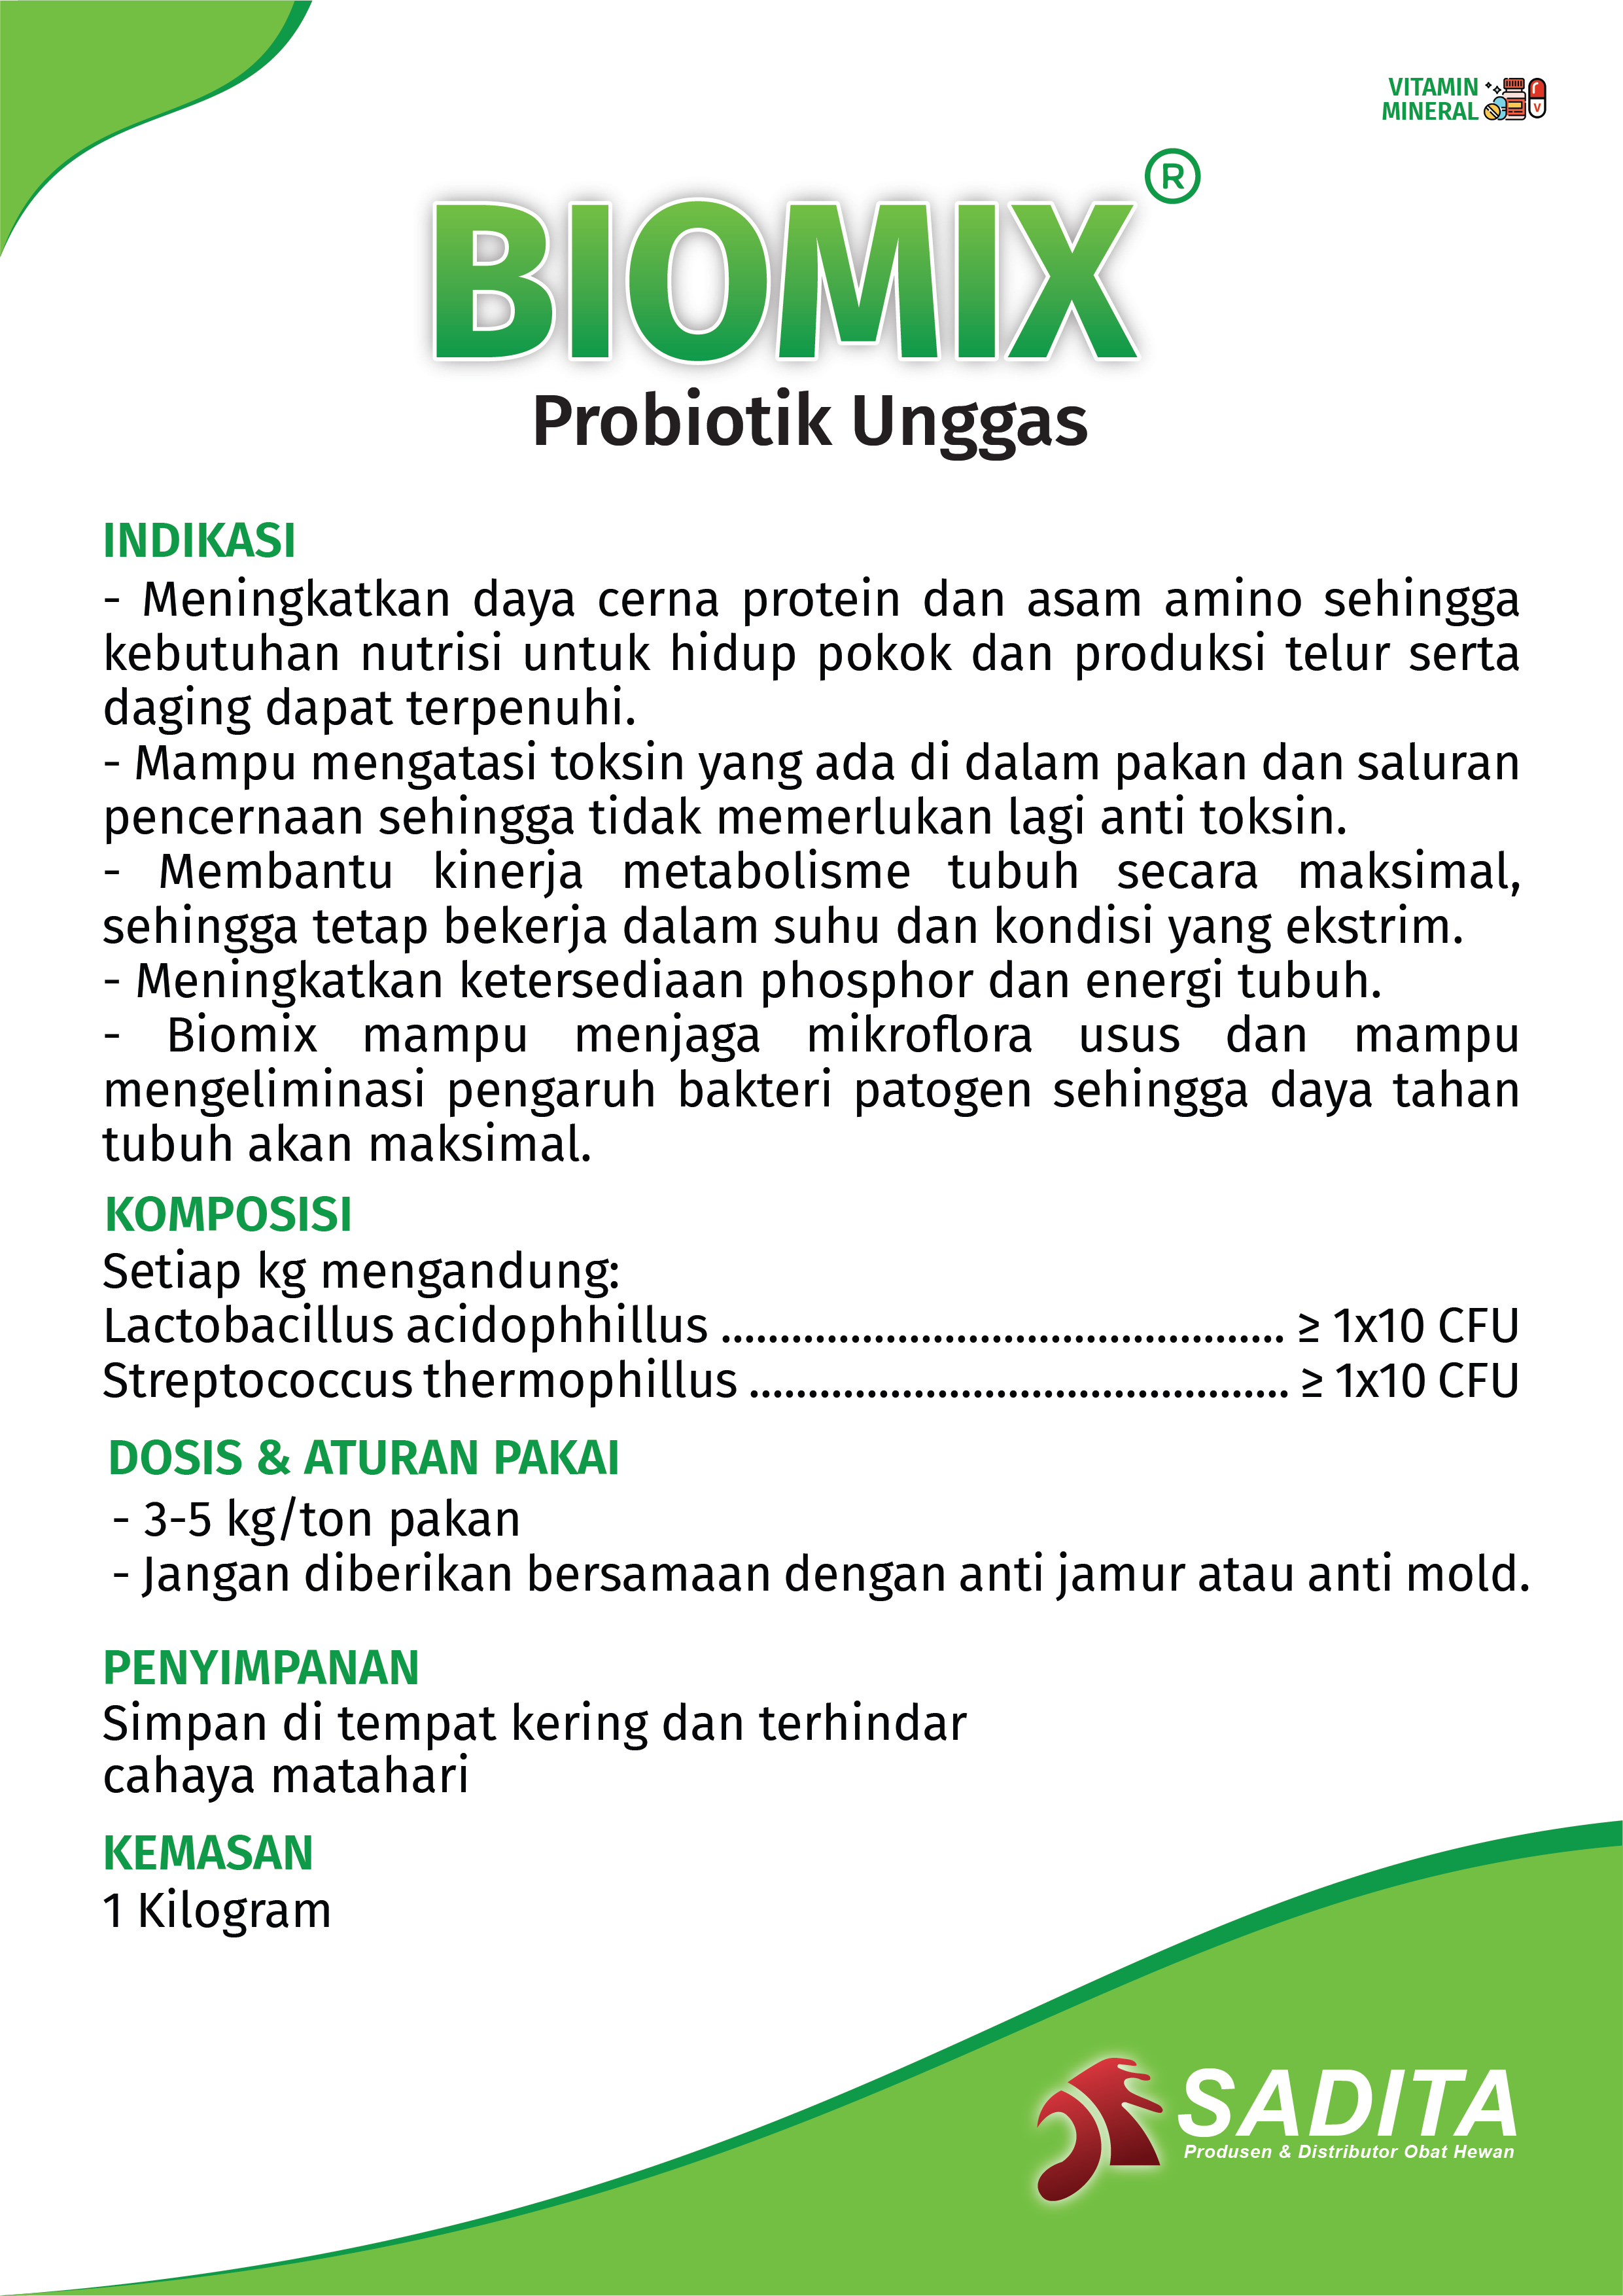 VITAMIN
MINERAL
V
BIOMIX®
Probiotik Unggas
INDIKASI
- Meningkatkan daya cerna protein dan asam amino sehingga
kebutuhan nutrisi untuk hidup pokok dan produksi telur serta
daging dapat terpenuhi.
- Mampu mengatasi toksin yang ada di dalam pakan dan saluran
pencernaan sehingga tidak memerlukan lagi anti toksin.
- Membantu kinerja metabolisme tubuh secara maksimal,
sehingga tetap bekerja dalam suhu dan kondisi yang ekstrim.
- Meningkatkan ketersediaan phosphor dan energi tubuh.
- Biomix mampu menjaga mikroflora usus dan mampu
mengeliminasi pengaruh bakteri patogen sehingga daya tahan
tubuh akan maksimal.
KOMPOSISI
Setiap kg mengandung:
Lactobacillus acidophhillus ................................................ ≥ 1x10 CFU
Streptococcus thermophillus .............................................. ≥ 1x10 CFU
DOSIS & ATURAN PAKAI
- 3-5 kg/ton pakan
- Jangan diberikan bersamaan dengan anti jamur atau anti mold.
PENYIMPANAN
Simpan di tempat kering dan terhindar
cahaya matahari
KEMASAN
1 Kilogram
SADITA
Produsen & Distributor Obat Hewan